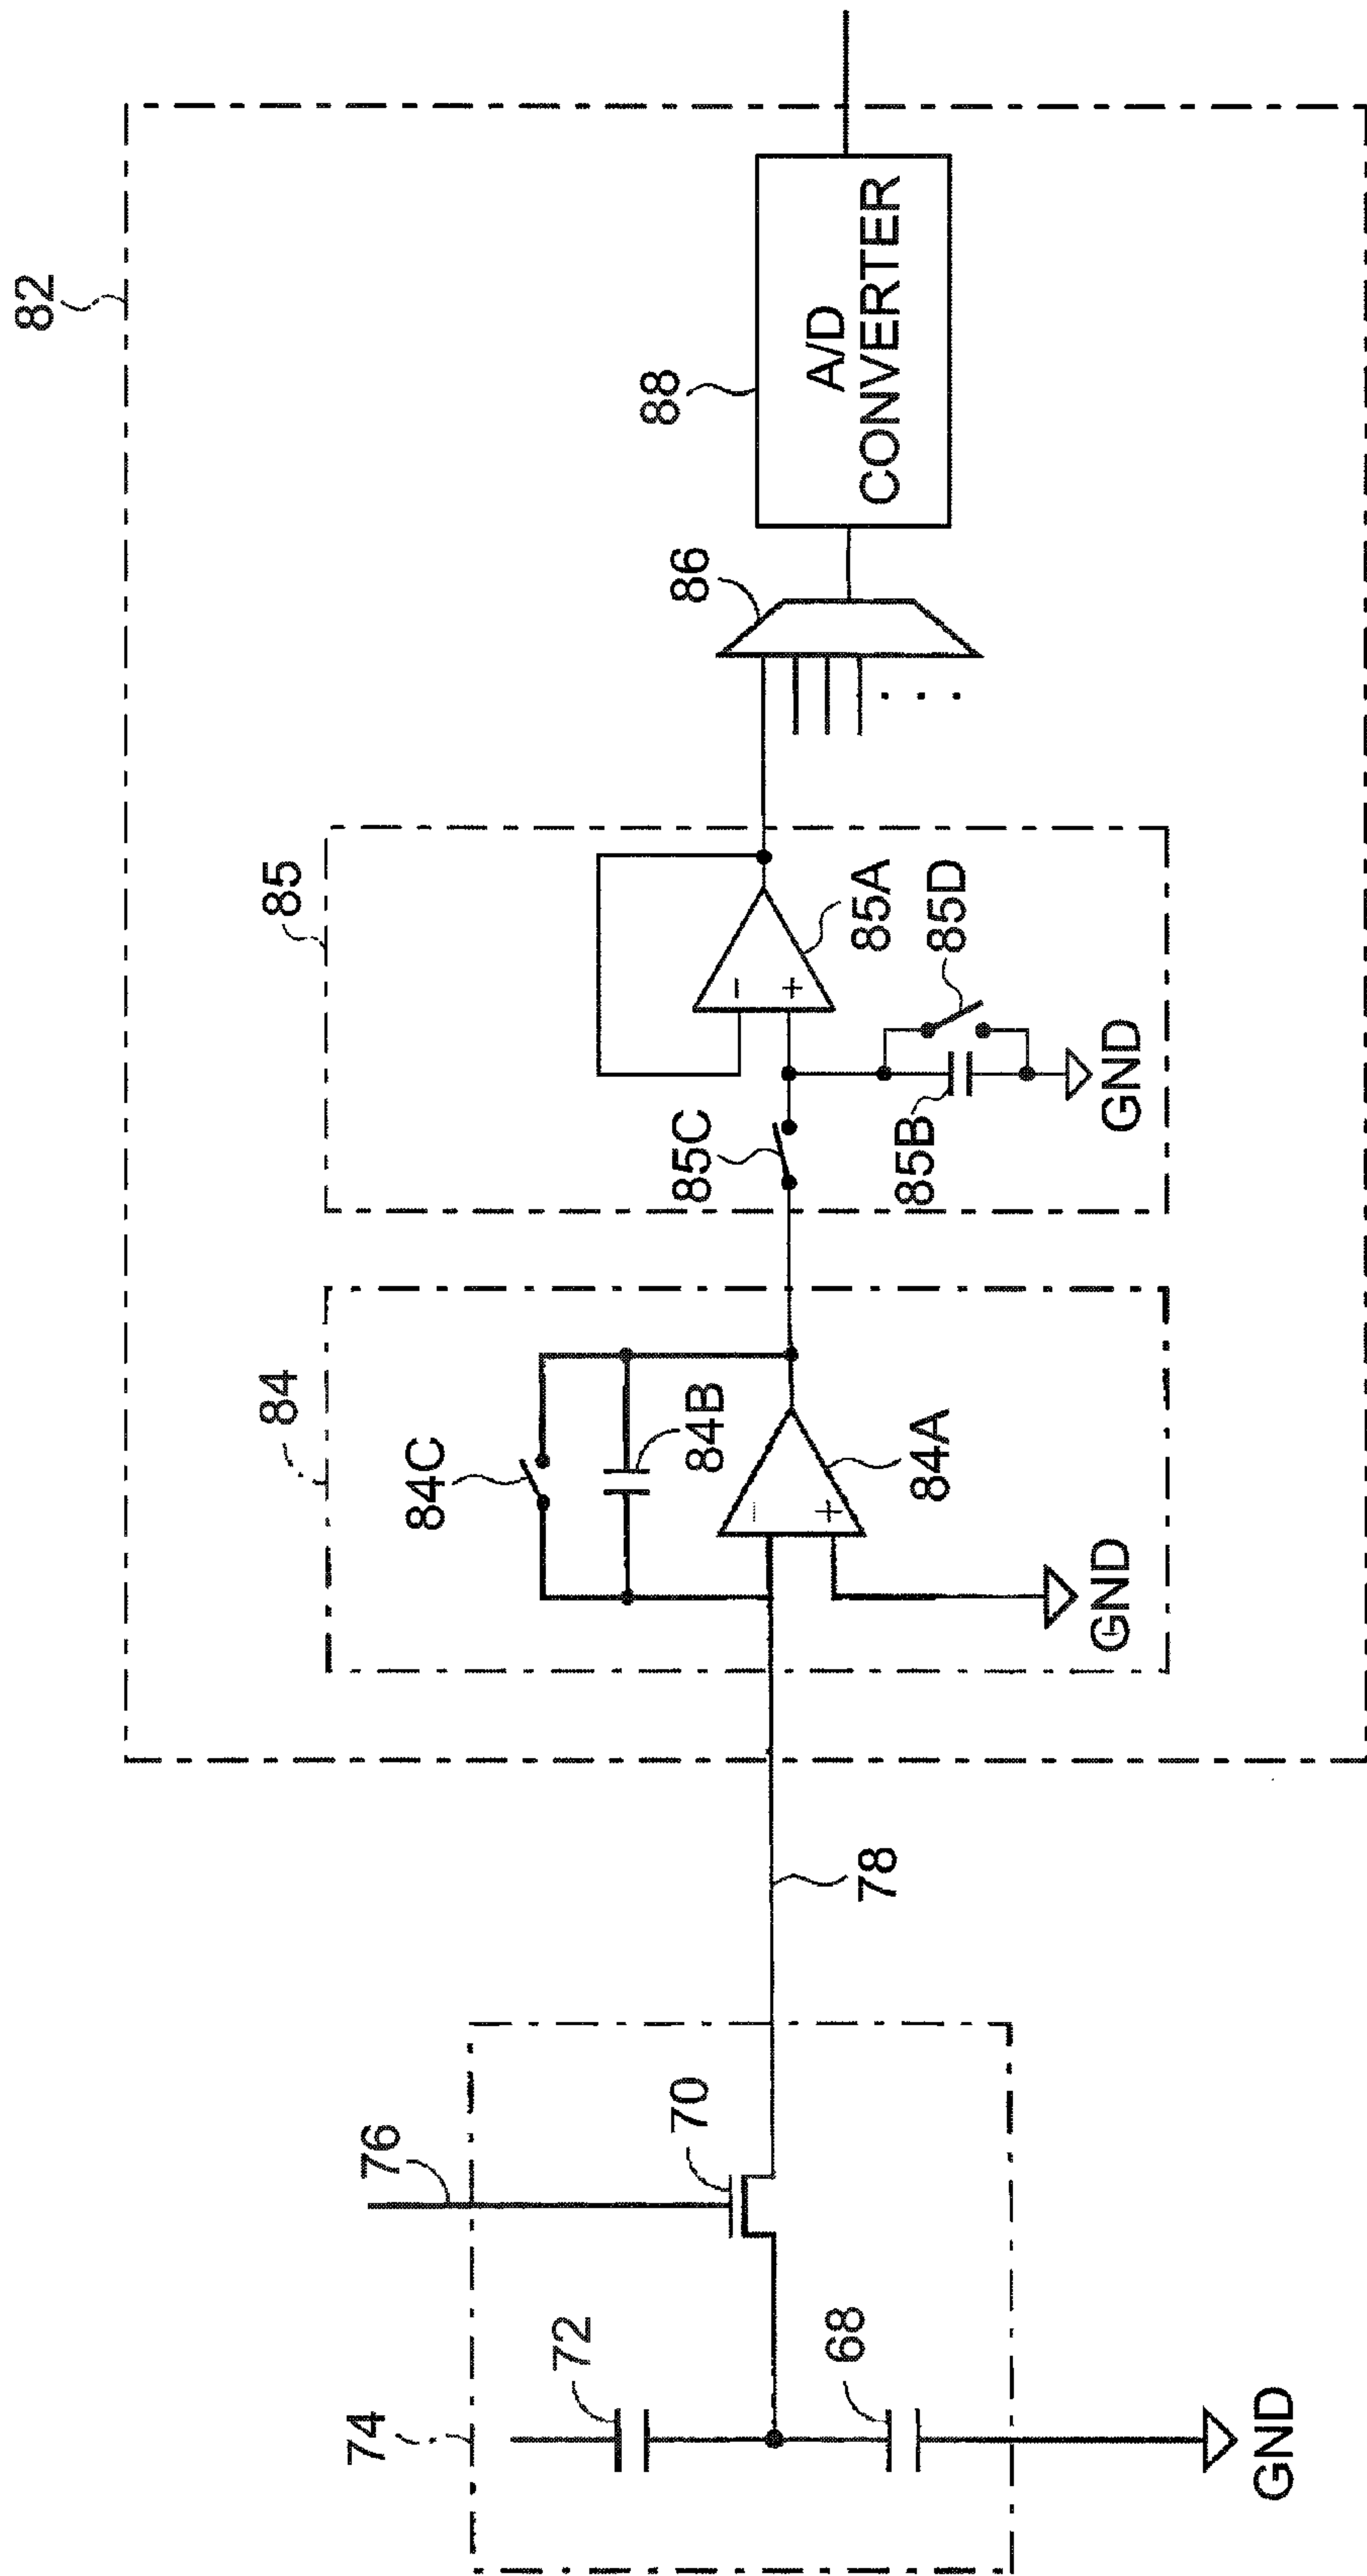 82
88
A/D
CONVERTER
86
85
85A
85D
85C
85B
GND
84
84C
84B
84A
-
+
-
+
GND
78
76
70
74
72
68
GND